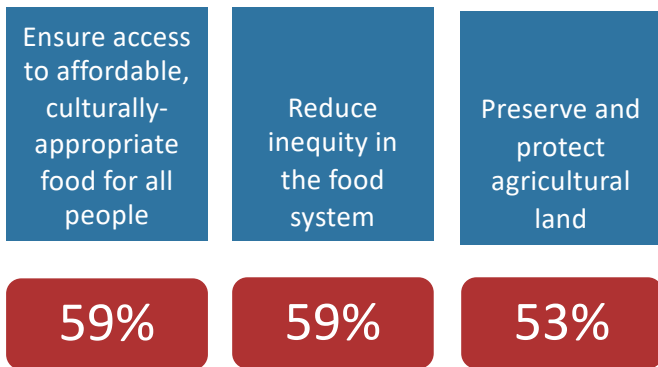 Ensure access
to affordable,
culturally-
appropriate
food for all
people
Reduce
inequity in
the food
system
Preserve and
protect
agricultural
land
59%
59%
53%